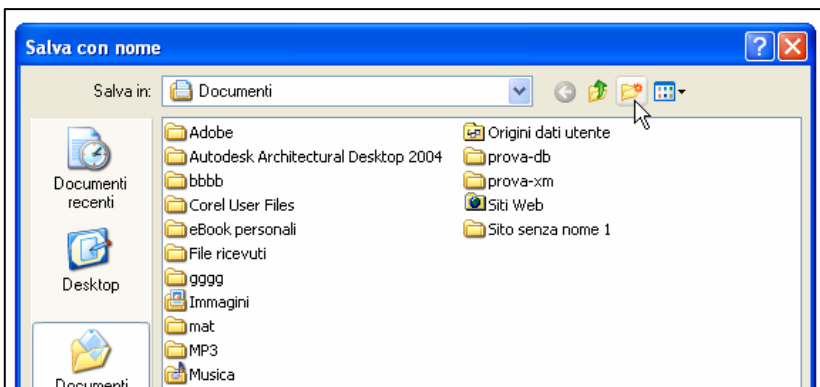 Salva con nome
Salva in:
Documenti
Documenti
recenti
Desktop
Documenti
Adobe
Autodesk Architectural Desktop 2004
bbbb
Corel User Files
eBook personali
File ricevuti
gggg
Immagini
mat
MP3
Musica
Origini dati utente
prova-db
prova-xm
Siti Web
Sito senza nome 1